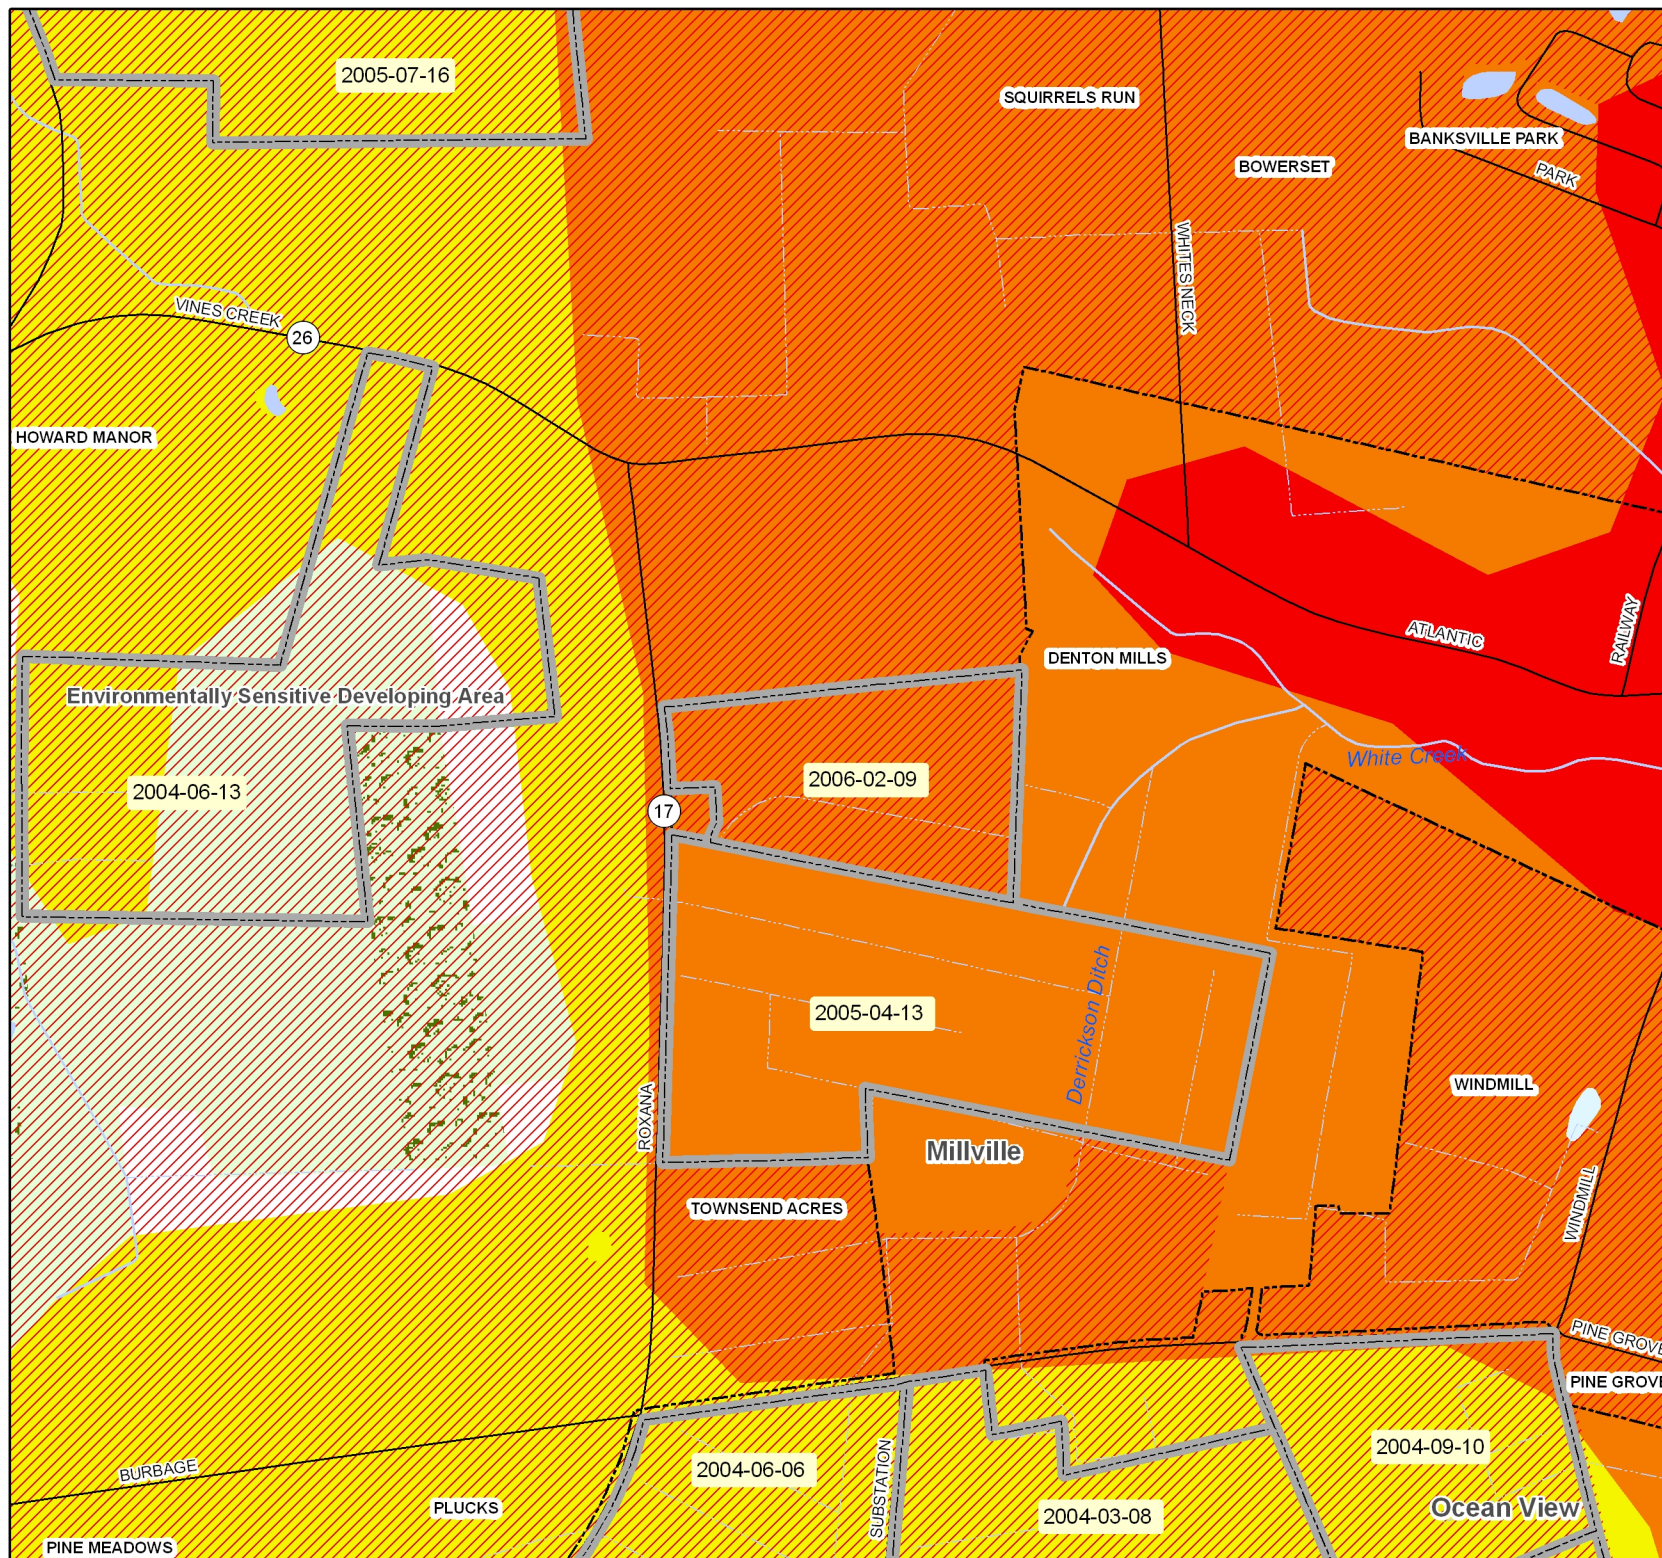 2005-07-16
SQUIRRELS RUN
BANKSVILLE PARK
BOWERSET
PARK
WHITES NECK
VINES CREEK
26
HOWARD MANOR
ATLANTIC
RAILWAY
DENTON MILLS
Environmentally Sensitive Developing Area
White Creek
2004-06-13
2006-02-09
17
2005-04-13
Derrickson Ditch
ROXANA
WINDMILL
Millville
TOWNSEND ACRES
WINDMILL
PINE GROVE
PINE GROVE
2004-09-10
2004-06-06
BURBAGE
SUBSTATION
PLUCKS
2004-03-08
Ocean View
PINE MEADOWS